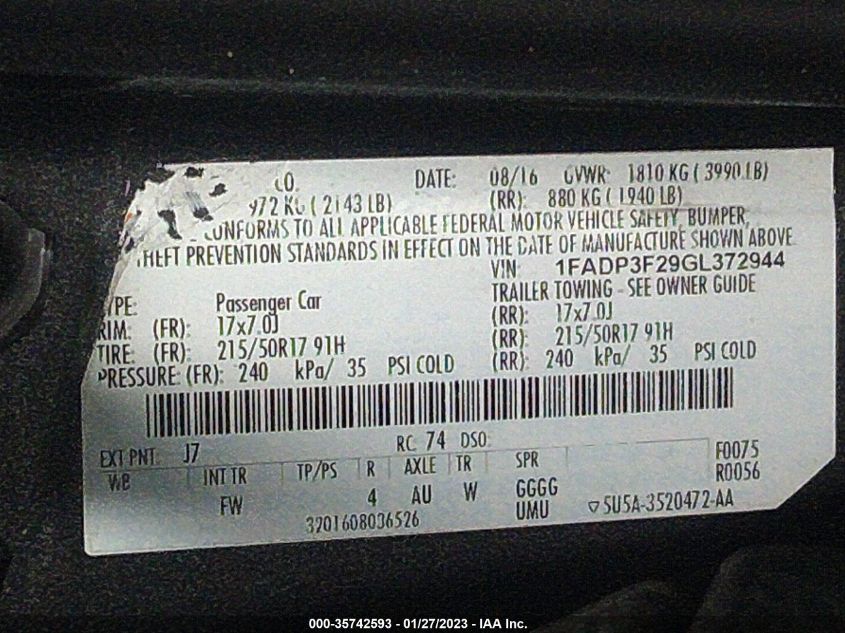 CO. DATE: 08/16 GVWR: 1810 KG ( 3990 LB)
972 KG ( 2143 LB) (RR): 880 KG ( 1940 LB)
CONFORMS TO ALL APPLICABLE FEDERAL MOTOR VEHICLE SAFETY, BUMPER,
THEFT PREVENTION STANDARDS IN EFFECT ON THE DATE OF MANUFACTURE SHOWN ABOVE
VIN: 1FADP3F29GL372944
TYPE: Passenger Car TRAILER TOWING - SEE OWNER GUIDE
RIM: (FR): 17x7.0J (RR): 17x7.0J
TIRE: (FR): 215/50R17 91H (RR): 215/50R17 91H
PRESSURE: (FR): 240 kPa/ 35 PSI COLD (RR): 240 kPa/ 35 PSI COLD
EXT PNT: J7 RC: 74 DSO:
WB INT TR TP/PS R AXLE TR SPR F0075
FW 4 AU W GGGG R0056
UMU ▽5U5A-3520472-AA
3201608036526
000-35742593 - 01/27/2023 - IAA Inc.